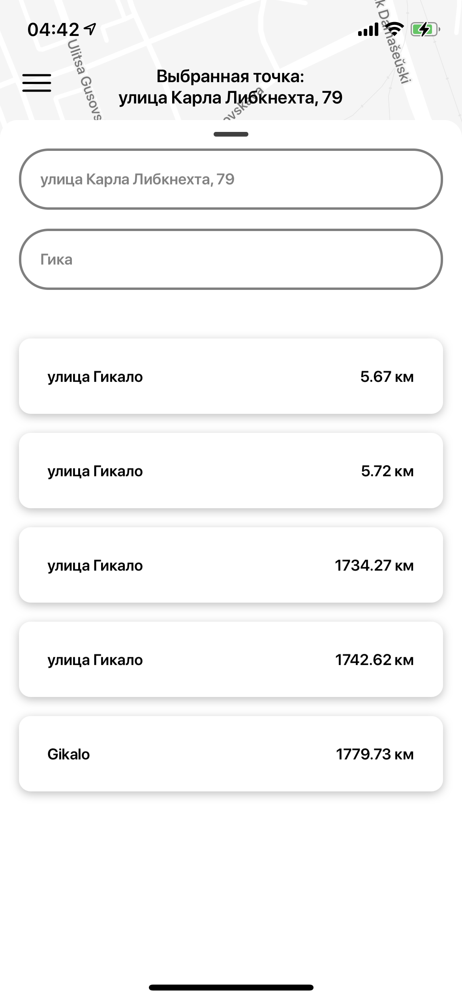 04:42
k Damašeŭski
Ulitsa Gusovs
Выбранная точка:
улица Карла Либкнехта, 79
ovskaya
улица Карла Либкнехта, 79
Гика
улица Гикало 5.67 км
улица Гикало 5.72 км
улица Гикало 1734.27 км
улица Гикало 1742.62 км
Gikalo 1779.73 км